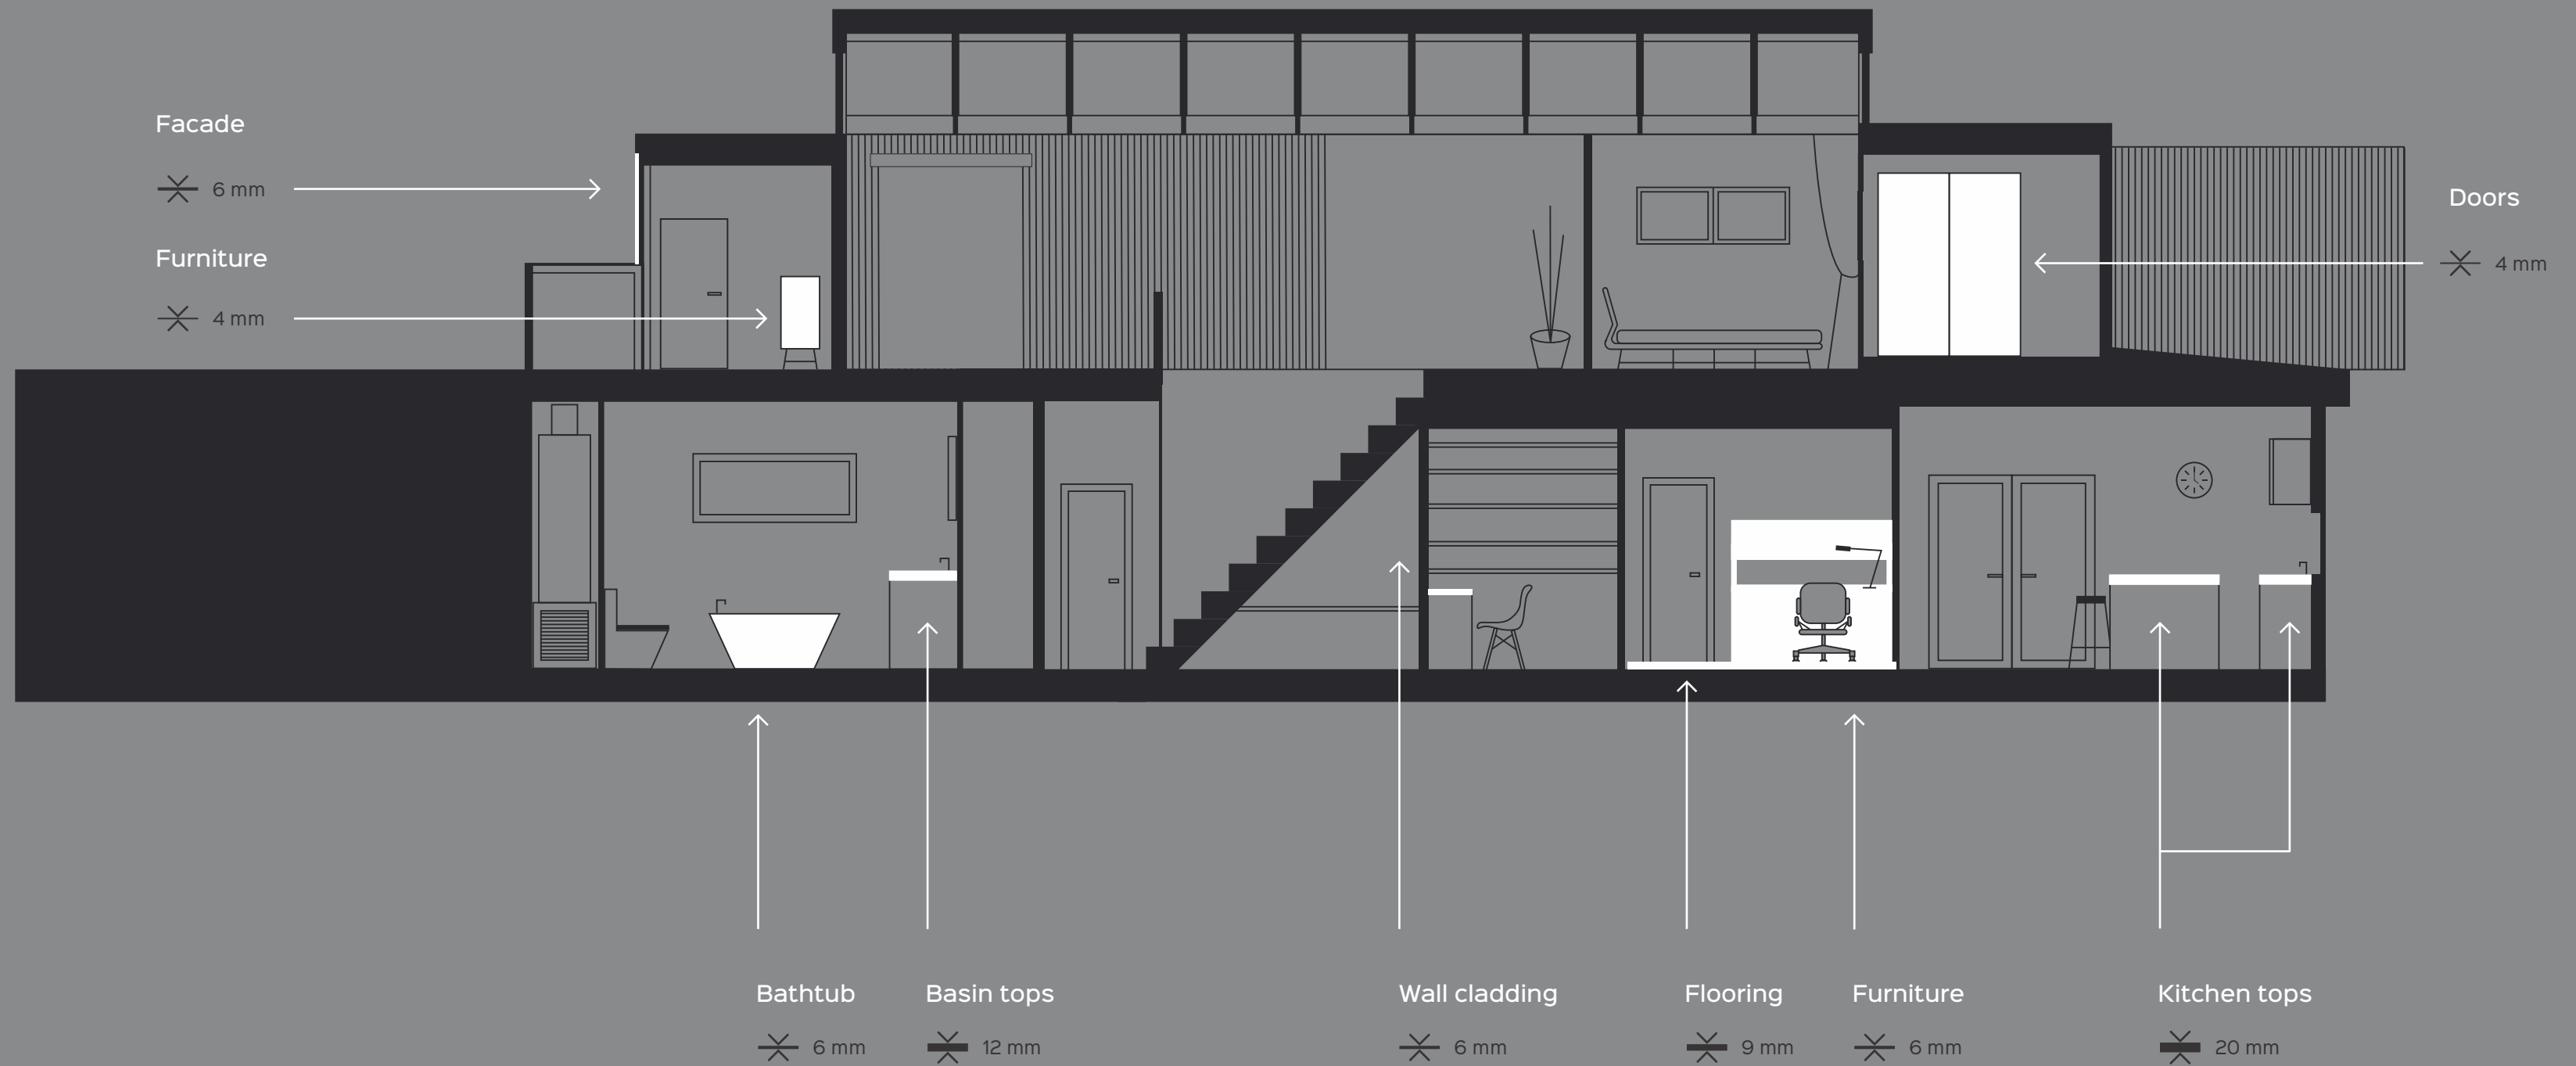 Facade
6 mm
Furniture
4 mm
Doors
4 mm
Bathtub
6 mm
Basin tops
12 mm
Wall cladding
6 mm
Flooring
9 mm
Furniture
6 mm
Kitchen tops
20 mm